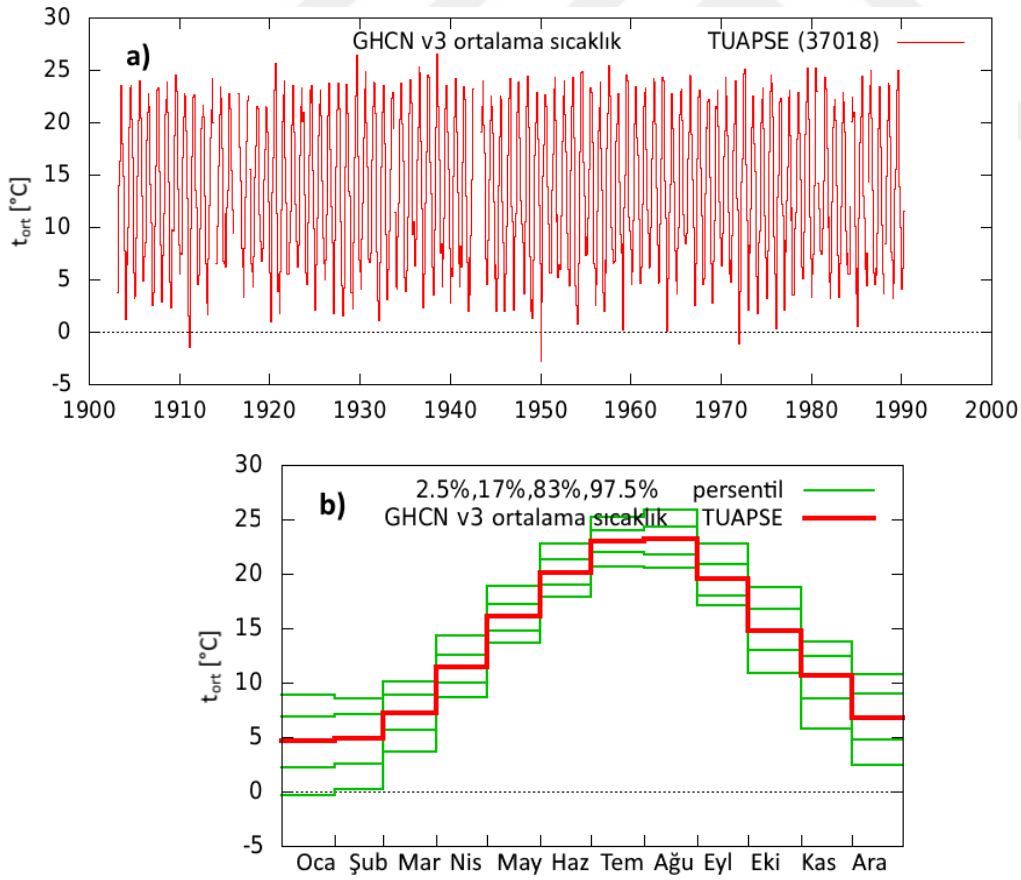 30
25
20
15
10
5
0
-5
t_ort [°C]
a)
GHCN v3 ortalama sıcaklık TUAPSE (37018)
1900 1910 1920 1930 1940 1950 1960 1970 1980 1990 2000
30
25
20
15
10
5
0
-5
t_ort [°C]
b)
2.5%,17%,83%,97.5% persentil
GHCN v3 ortalama sıcaklık TUAPSE
Oca Şub Mar Nis May Haz Tem Ağu Eyl Eki Kas Ara